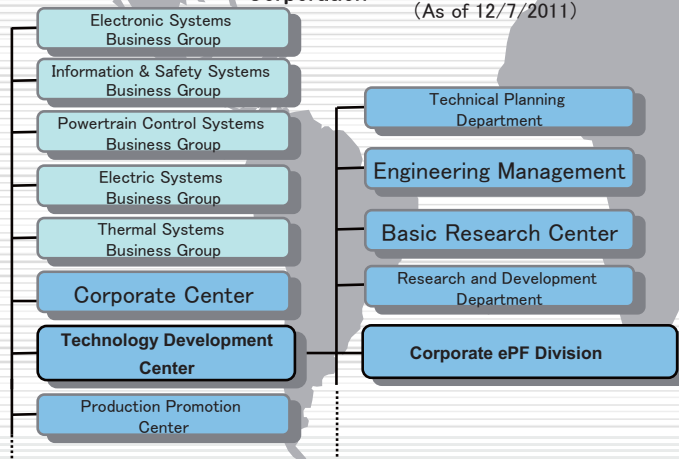 Corporation
(As of 12/7/2011)
Electronic Systems
Business Group
Information & Safety Systems
Business Group
Powertrain Control Systems
Business Group
Electric Systems
Business Group
Thermal Systems
Business Group
Corporate Center
Technology Development
Center
Production Promotion
Center
Technical Planning
Department
Engineering Management
Basic Research Center
Research and Development
Department
Corporate ePF Division